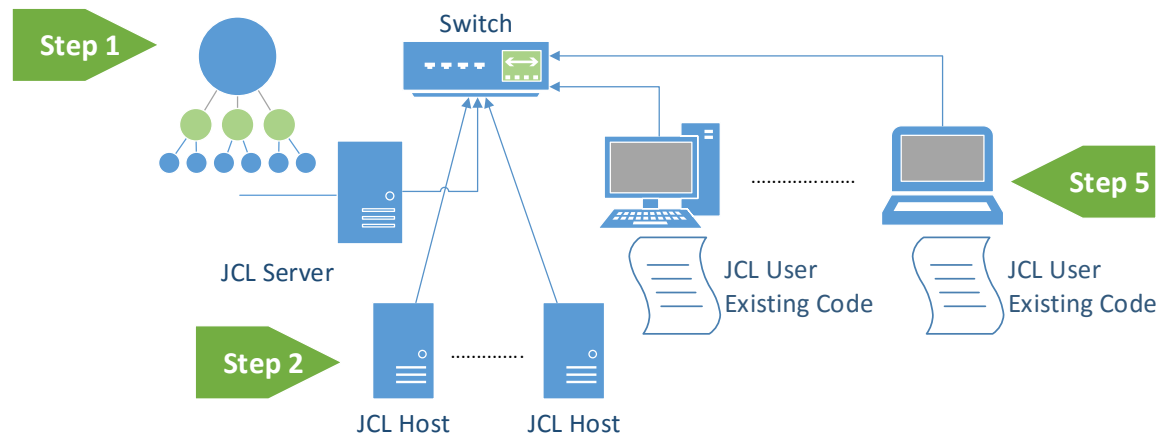 Step 1
Switch
Step 5
JCL Server
JCL User
Existing Code
JCL User
Existing Code
Step 2
JCL Host
JCL Host